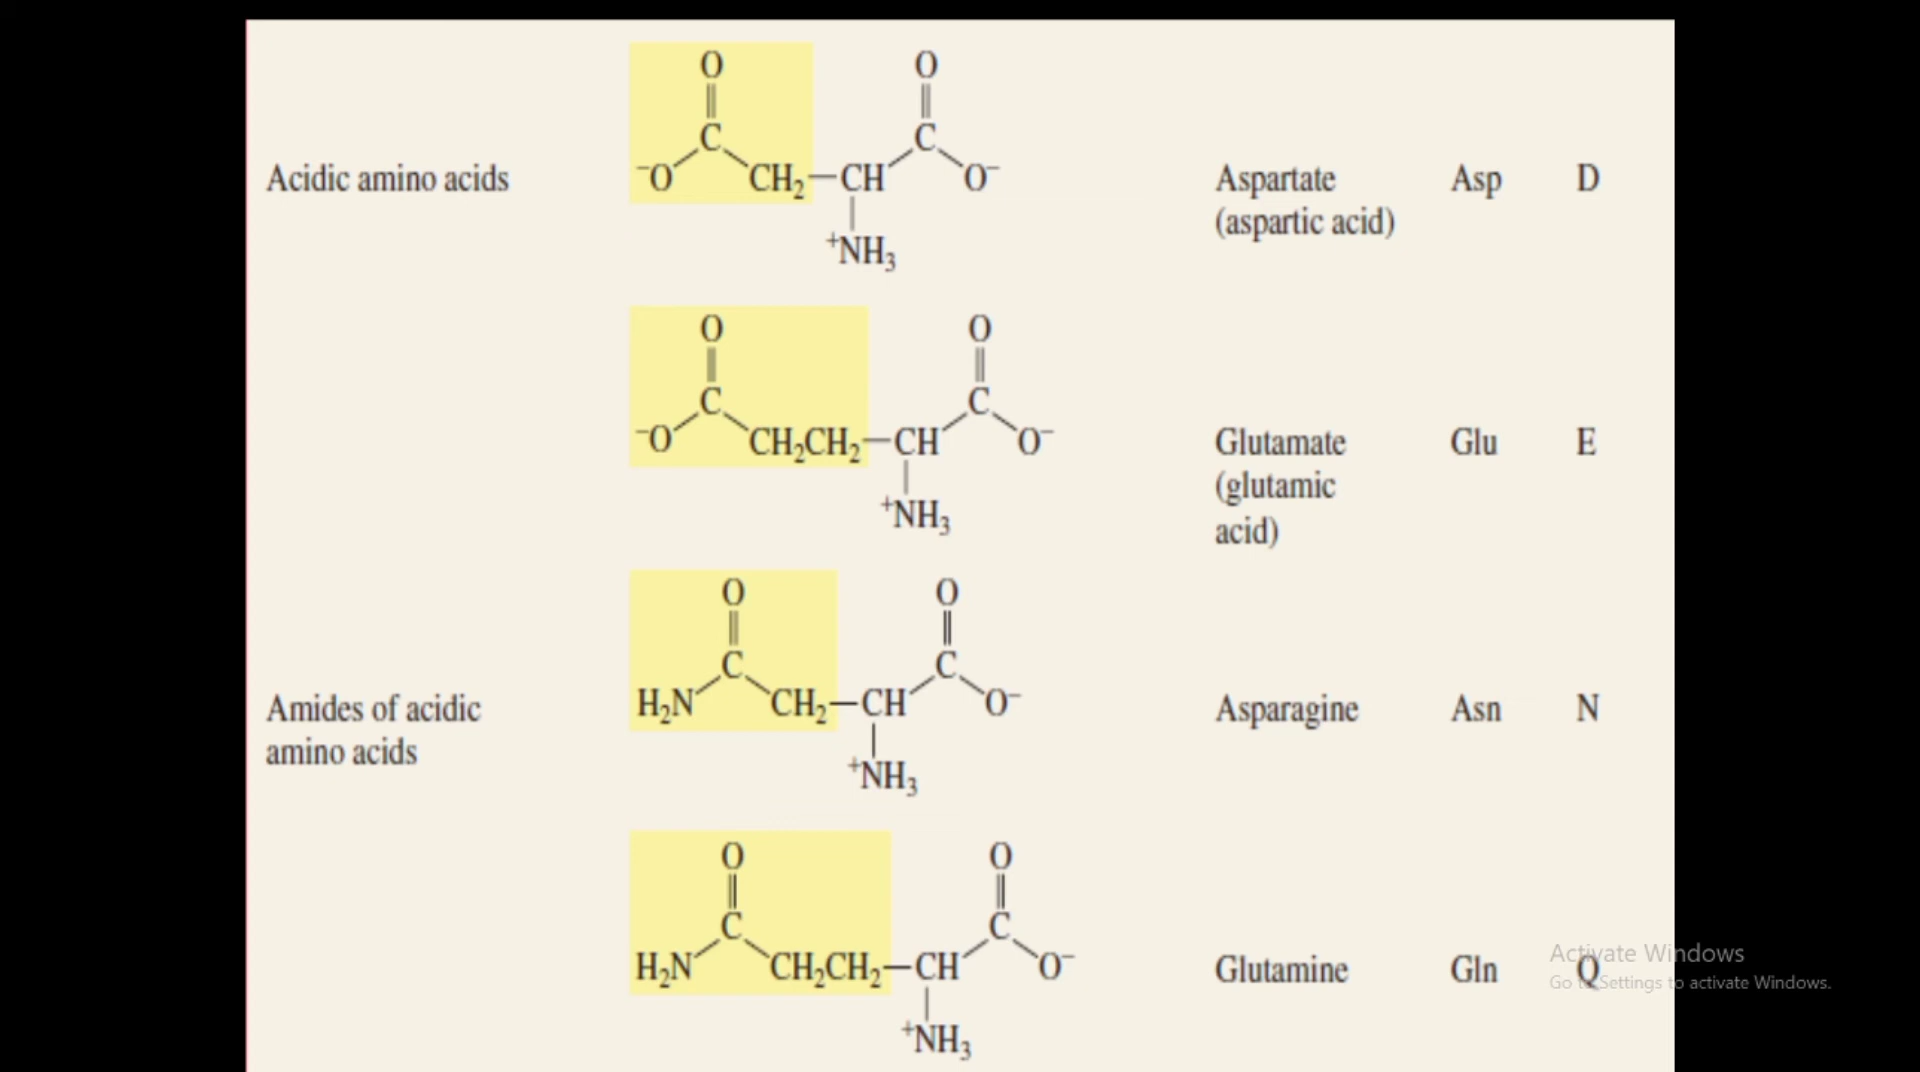 O O
C C
Acidic amino acids ⁻O CH₂—CH O⁻ Aspartate Asp D
(aspartic acid)
⁺NH₃
O O
C C
⁻O CH₂CH₂—CH O⁻ Glutamate Glu E
(glutamic
⁺NH₃
acid)
O O
C C
Amides of acidic H₂N CH₂—CH O⁻ Asparagine Asn N
amino acids
⁺NH₃
O O
C C
H₂N CH₂CH₂—CH O⁻ Glutamine Gln Q
⁺NH₃
Activate Windows
Go to Settings to activate Windows.